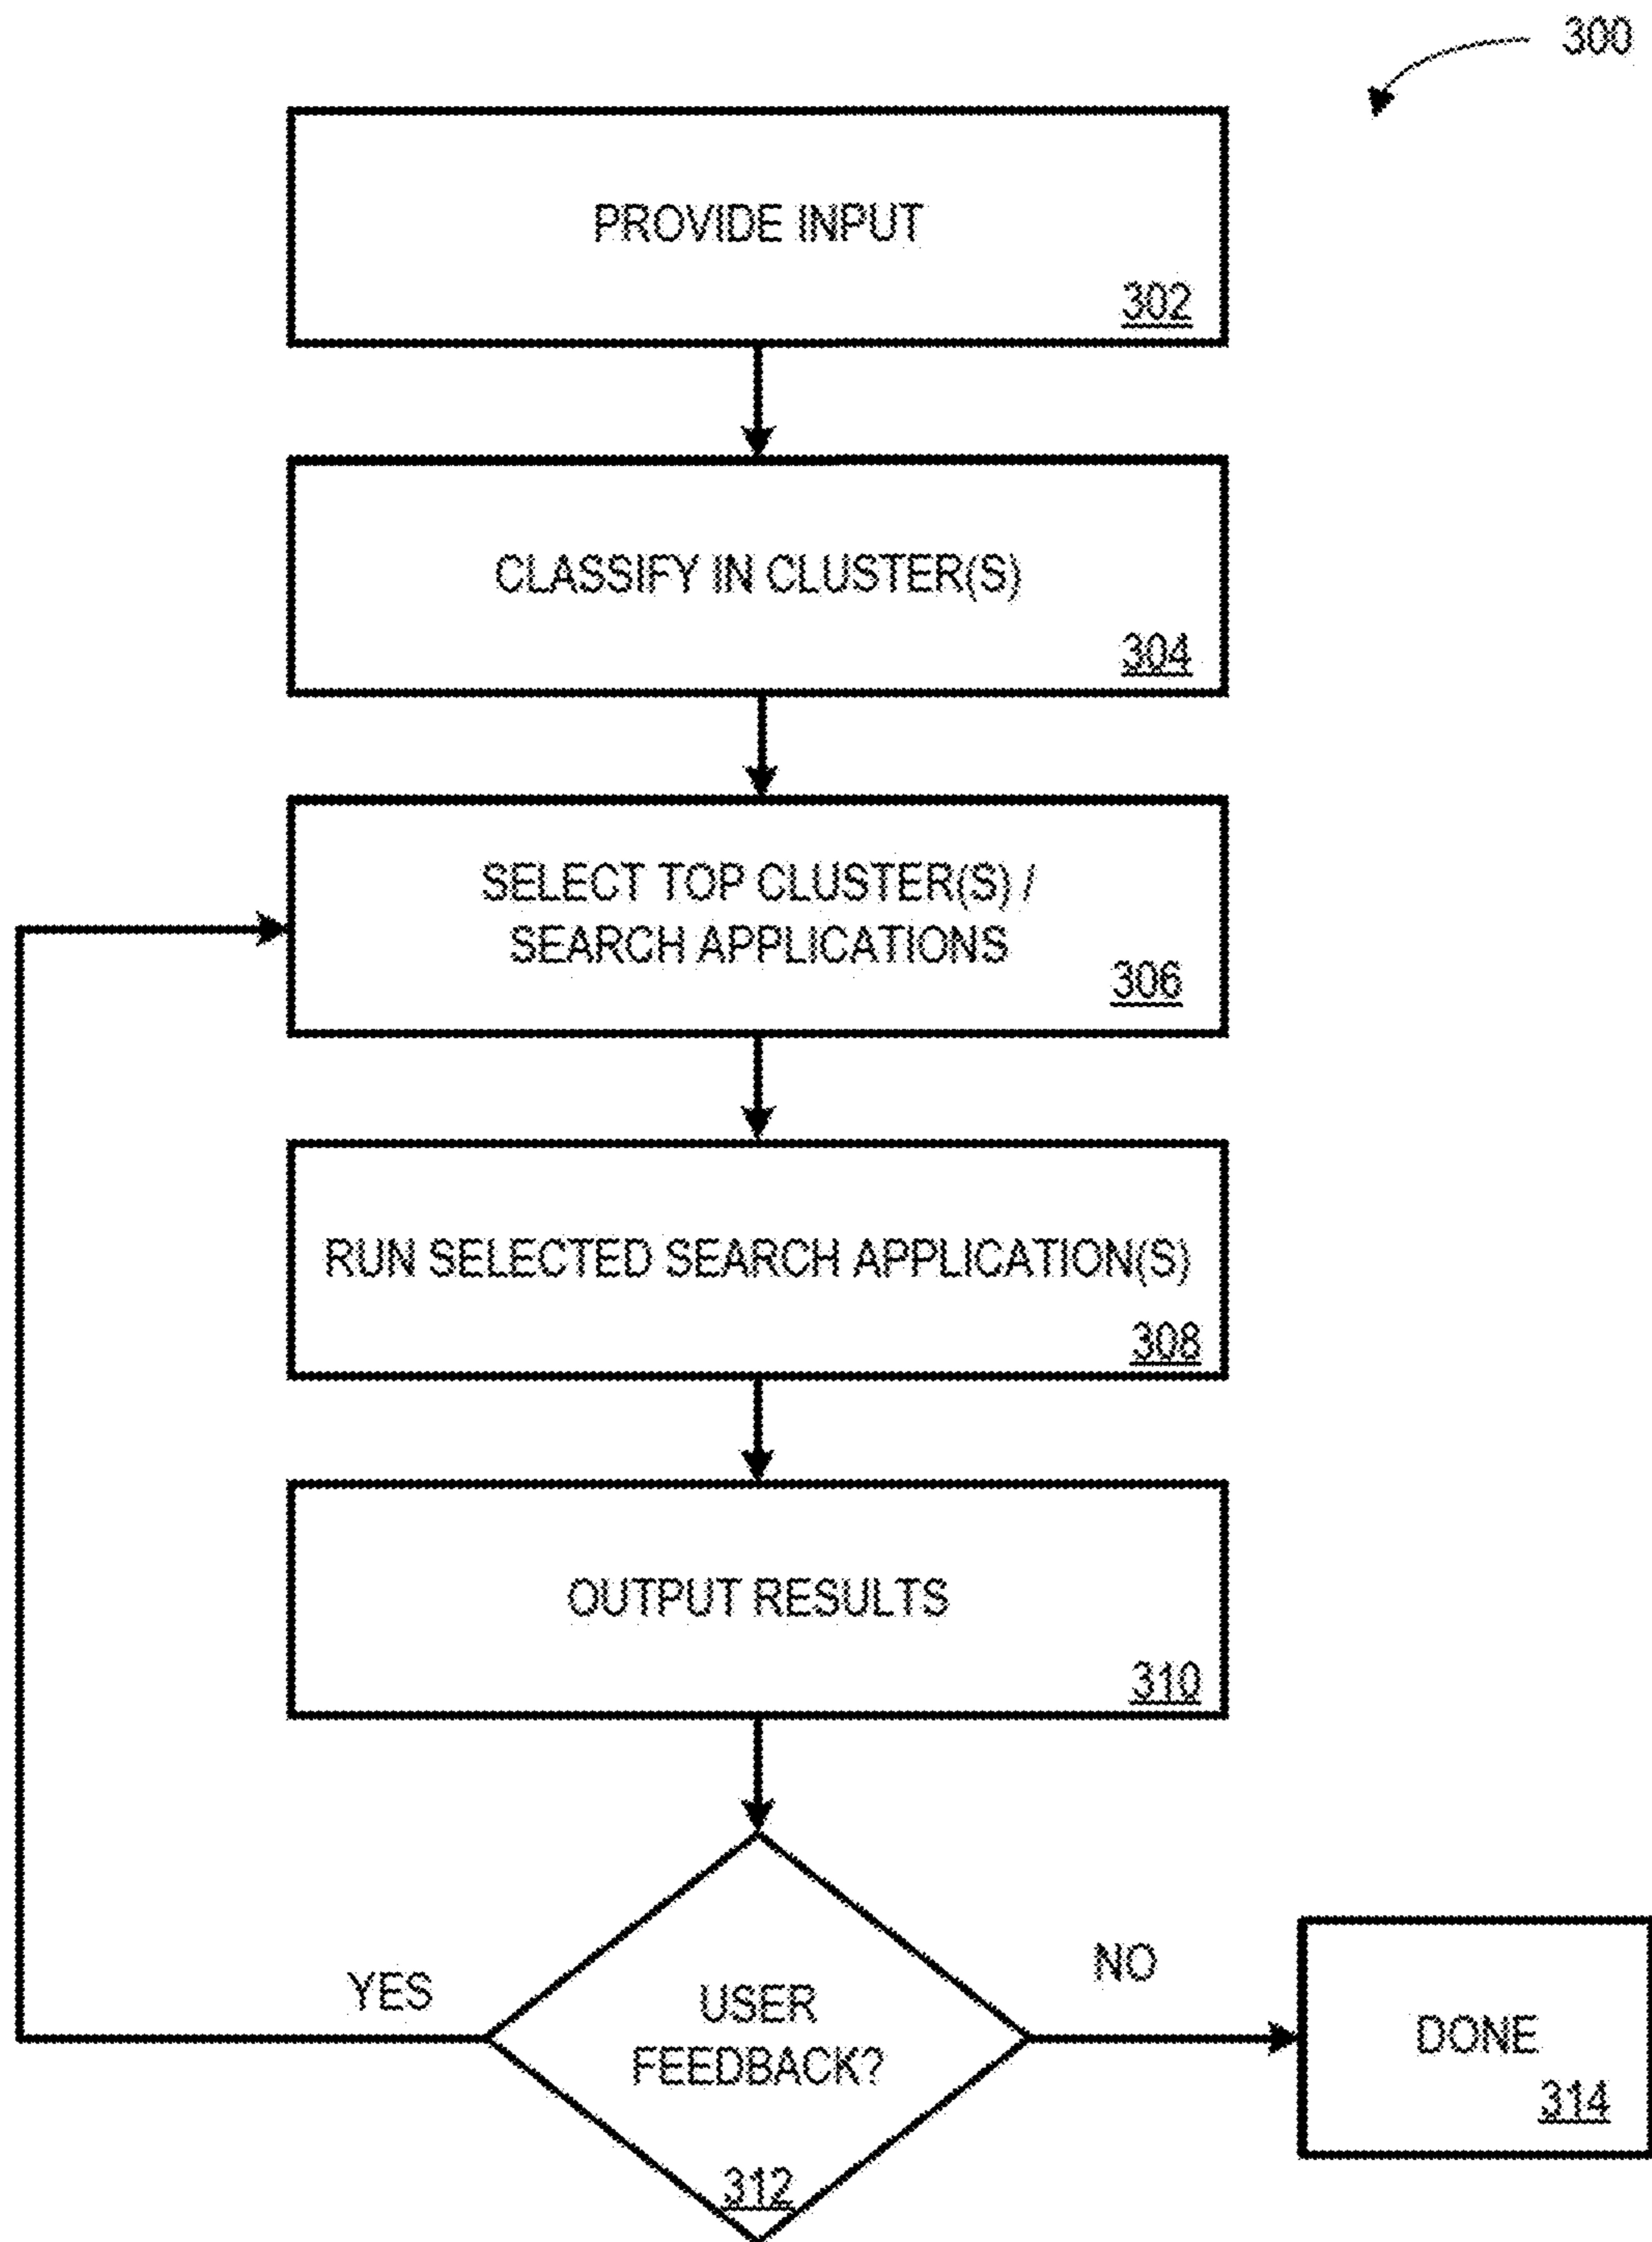 300
PROVIDE INPUT
302
CLASSIFY IN CLUSTER(S)
304
SELECT TOP CLUSTER(S) /
SEARCH APPLICATIONS
306
RUN SELECTED SEARCH APPLICATION(S)
308
OUTPUT RESULTS
310
YES
USER
FEEDBACK?
312
NO
DONE
314